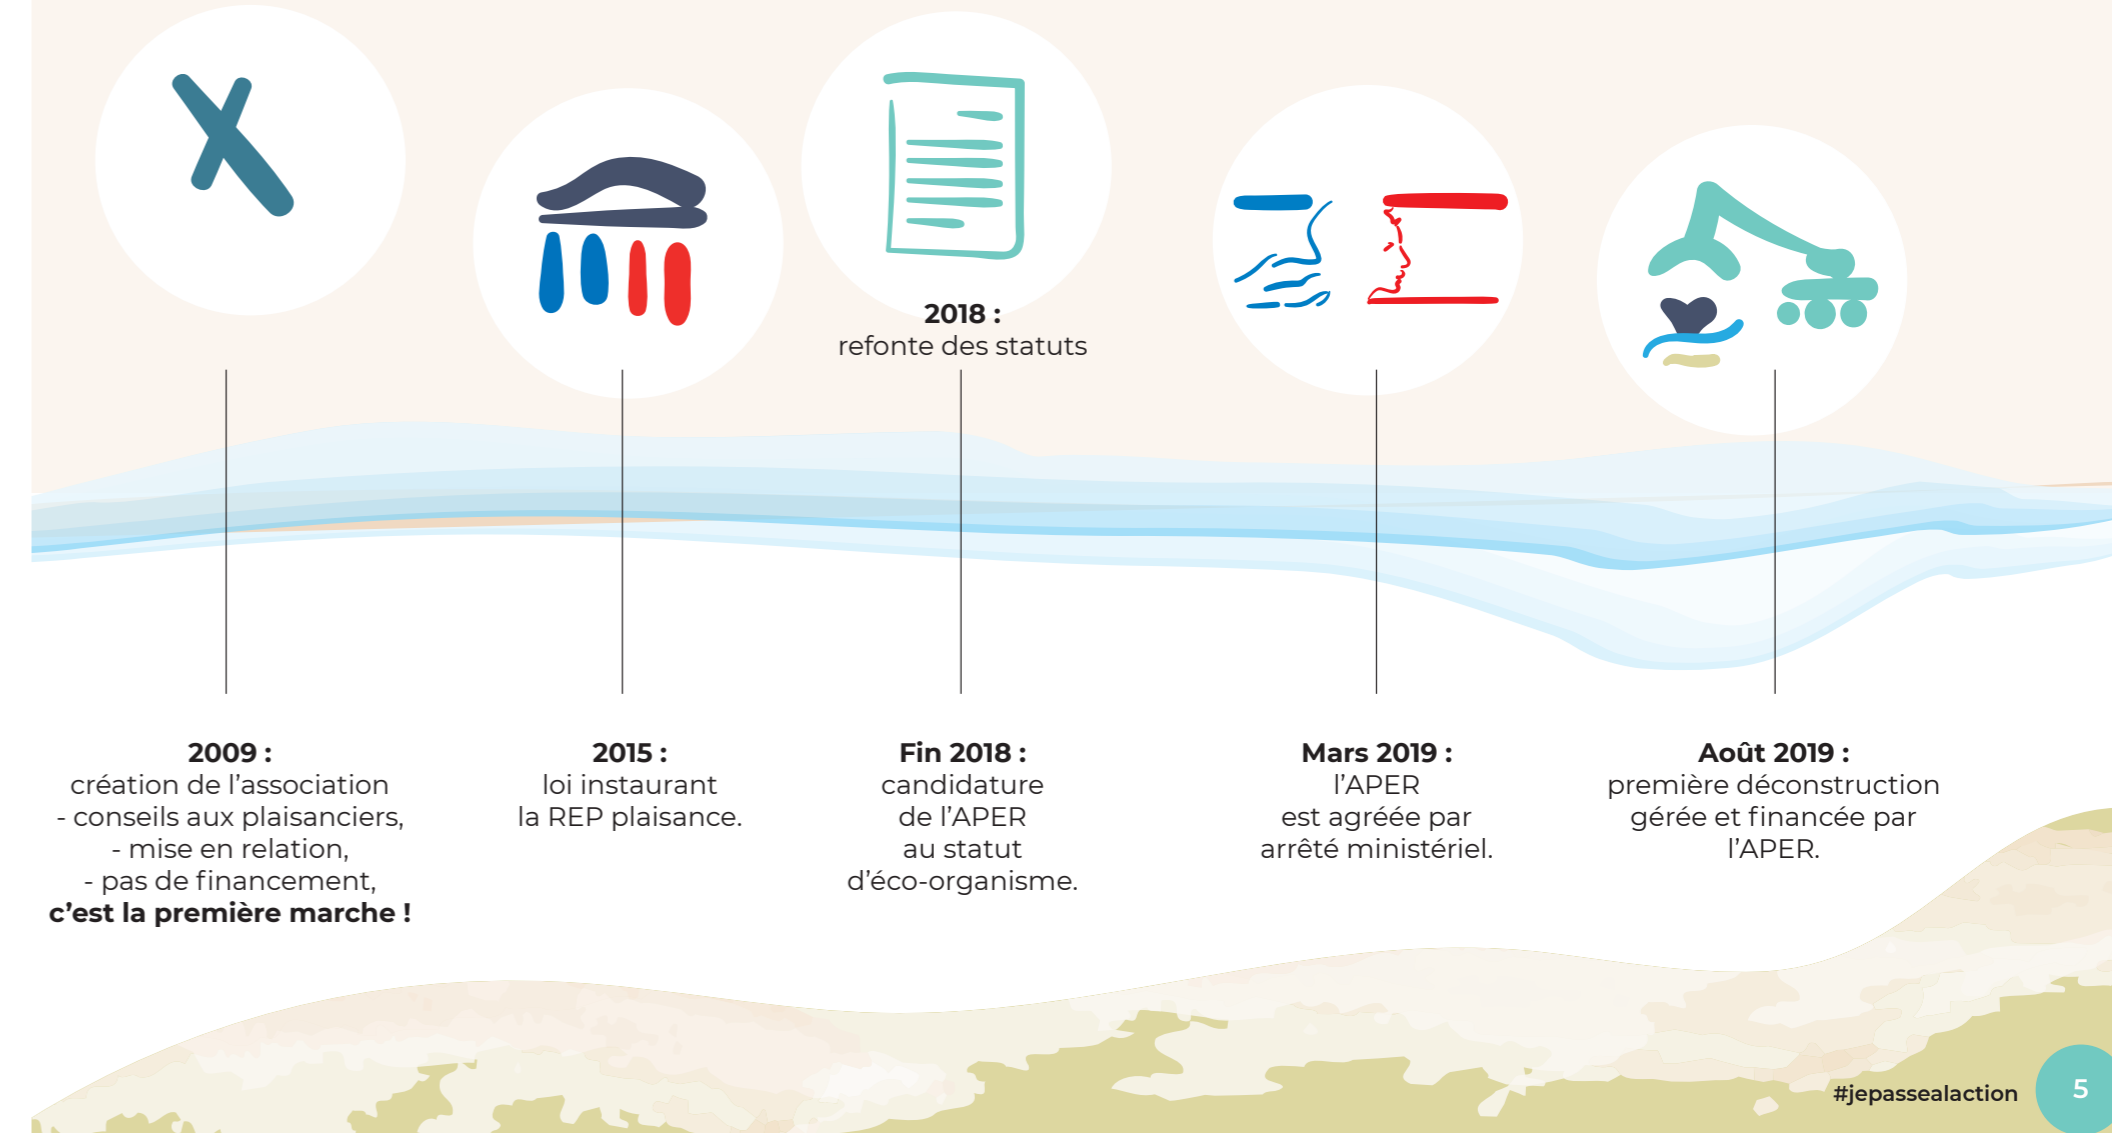 2018 :
refonte des statuts
2009 :
création de l'association
- conseils aux plaisanciers,
- mise en relation,
- pas de financement,
c'est la première marche !
2015 :
loi instaurant
la REP plaisance.
Fin 2018 :
candidature
de l'APER
au statut
d'éco-organisme.
Mars 2019 :
l'APER
est agréée par
arrêté ministériel.
Août 2019 :
première déconstruction
gérée et financée par
l'APER.
#jepassealaction
5